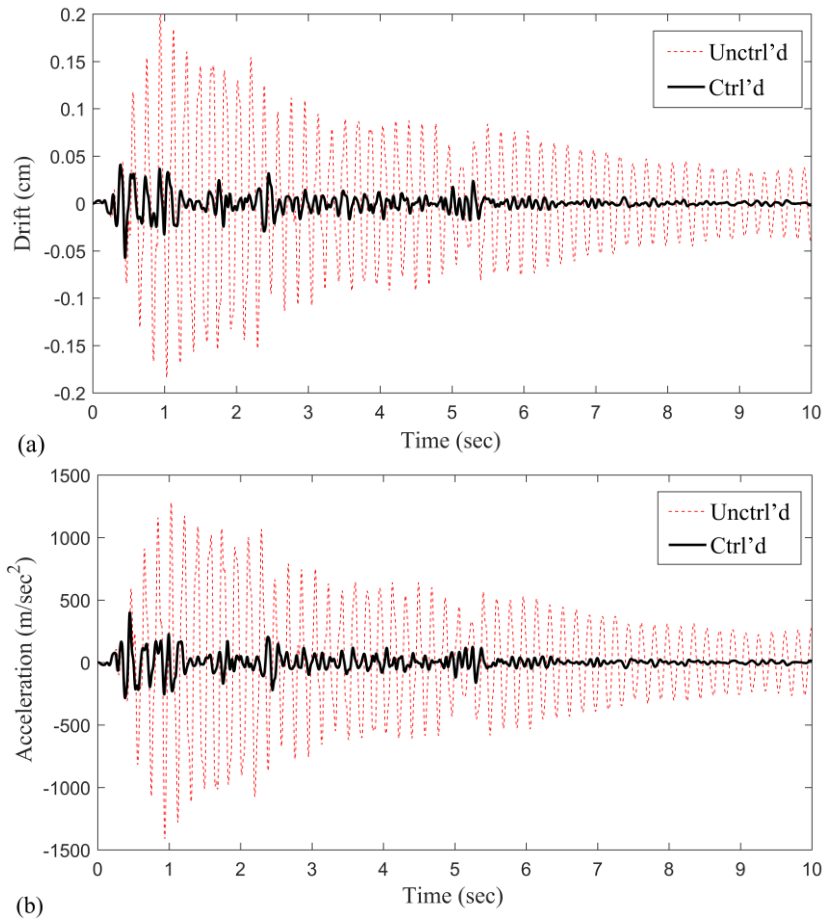 0.2
0.15
0.1
0.05
0
-0.05
-0.1
-0.15
-0.2
Drift (cm)
Unctrl'd
Ctrl'd
0 1 2 3 4 5 6 7 8 9 10
Time (sec)
(a)
1500
1000
500
0
-500
-1000
-1500
Acceleration (m/sec²)
Unctrl'd
Ctrl'd
0 1 2 3 4 5 6 7 8 9 10
Time (sec)
(b)